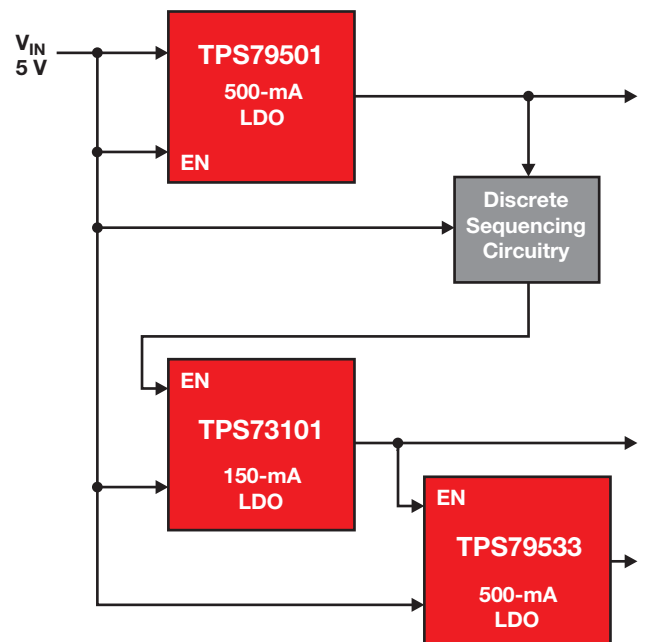 V_IN
5 V
TPS79501
500-mA
LDO
EN
Discrete
Sequencing
Circuitry
EN
TPS73101
150-mA
LDO
EN
TPS79533
500-mA
LDO